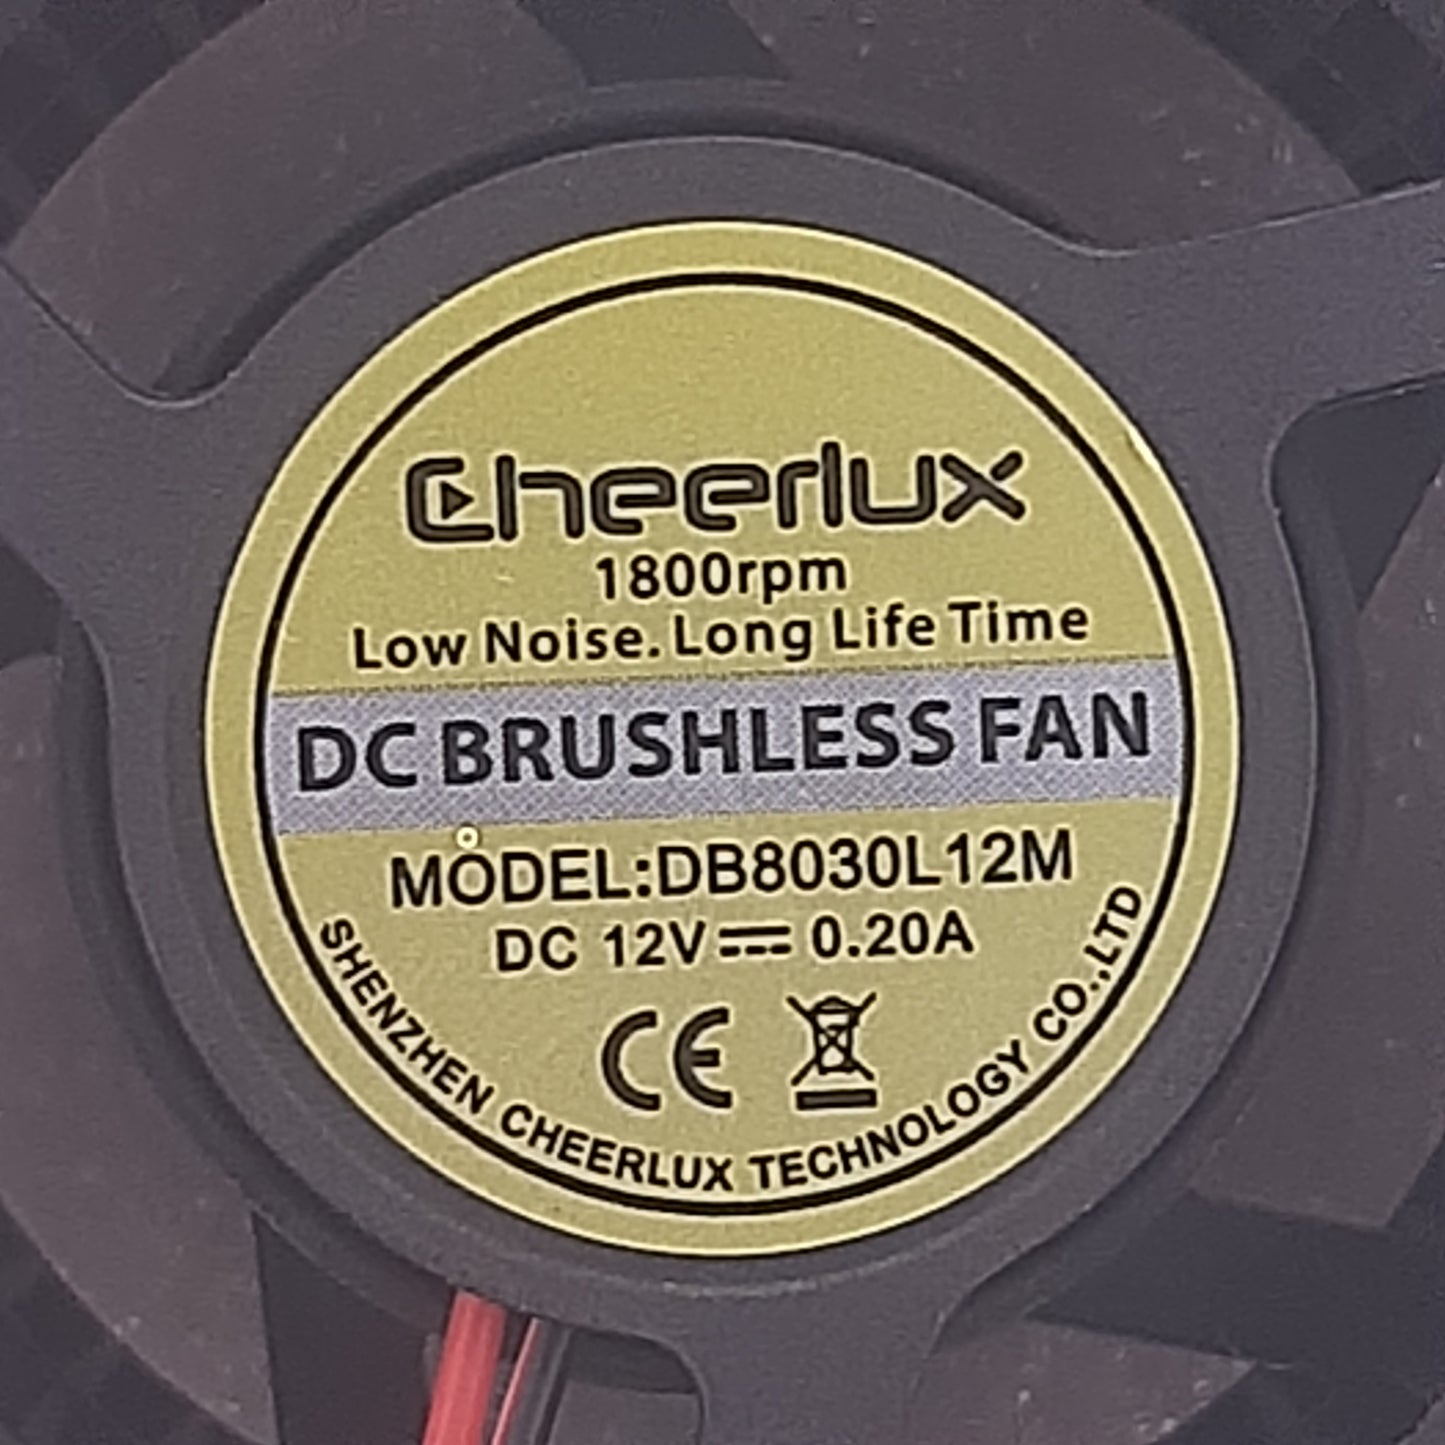 Cheerlux
1800rpm
Low Noise. Long Life Time
DC BRUSHLESS FAN
MODEL:DB8030L12M
DC 12V⎓0.20A
CE
SHENZHEN CHEERLUX TECHNOLOGY CO.,LTD